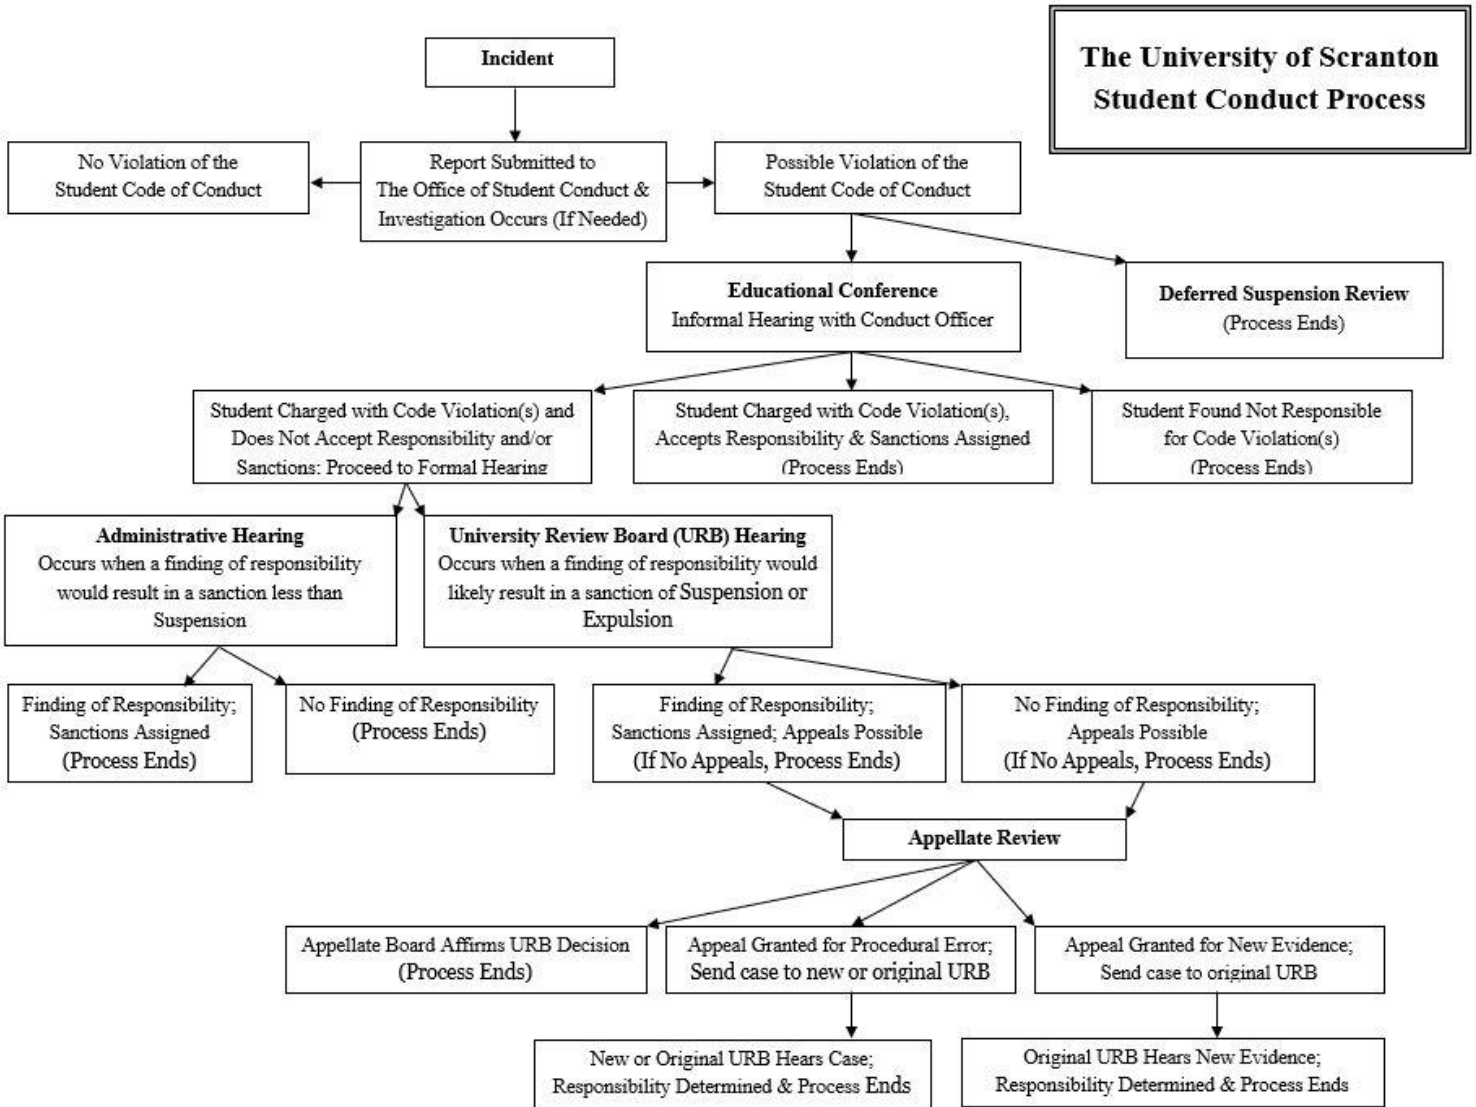 The University of Scranton
Student Conduct Process
Incident
No Violation of the
Student Code of Conduct
Report Submitted to
The Office of Student Conduct &
Investigation Occurs (If Needed)
Possible Violation of the
Student Code of Conduct
Educational Conference
Informal Hearing with Conduct Officer
Deferred Suspension Review
(Process Ends)
Student Charged with Code Violation(s) and
Does Not Accept Responsibility and/or
Sanctions: Proceed to Formal Hearing
Student Charged with Code Violation(s),
Accepts Responsibility & Sanctions Assigned
(Process Ends)
Student Found Not Responsible
for Code Violation(s)
(Process Ends)
Administrative Hearing
Occurs when a finding of responsibility
would result in a sanction less than
Suspension
University Review Board (URB) Hearing
Occurs when a finding of responsibility would
likely result in a sanction of Suspension or
Expulsion
Finding of Responsibility;
Sanctions Assigned
(Process Ends)
No Finding of Responsibility
(Process Ends)
Finding of Responsibility;
Sanctions Assigned; Appeals Possible
(If No Appeals, Process Ends)
No Finding of Responsibility;
Appeals Possible
(If No Appeals, Process Ends)
Appellate Review
Appellate Board Affirms URB Decision
(Process Ends)
Appeal Granted for Procedural Error;
Send case to new or original URB
Appeal Granted for New Evidence;
Send case to original URB
New or Original URB Hears Case;
Responsibility Determined & Process Ends
Original URB Hears New Evidence;
Responsibility Determined & Process Ends